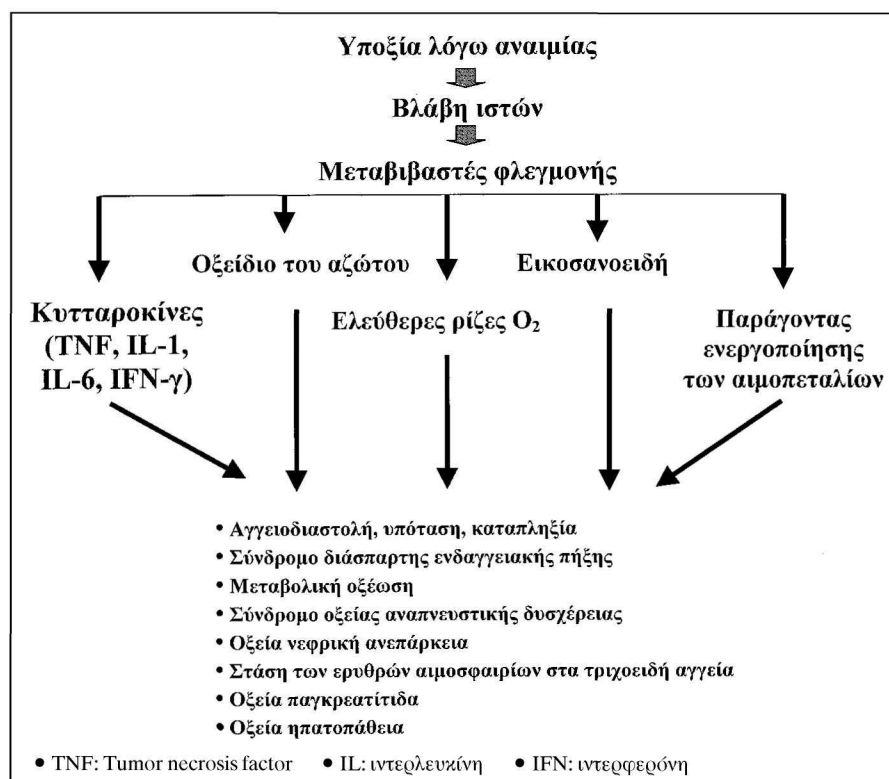 Υποξία λόγω αναιμίας
Βλάβη ιστών
Μεταβιβαστές φλεγμονής
Οξείδιο του αζώτου
Εικοσανοειδή
Κυτταροκίνες
(TNF, IL-1,
IL-6, IFN-γ)
Ελεύθερες ρίζες O₂
Παράγοντας
ενεργοποίησης
των αιμοπεταλίων
• Αγγειοδιαστολή, υπόταση, καταπληξία
• Σύνδρομο διάσπαρτης ενδαγγειακής πήξης
• Μεταβολική οξέωση
• Σύνδρομο οξείας αναπνευστικής δυσχέρειας
• Οξεία νεφρική ανεπάρκεια
• Στάση των ερυθρών αιμοσφαιρίων στα τριχοειδή αγγεία
• Οξεία παγκρεατίτιδα
• Οξεία ηπατοπάθεια
• TNF: Tumor necrosis factor • IL: ιντερλευκίνη • IFN: ιντερφερόνη